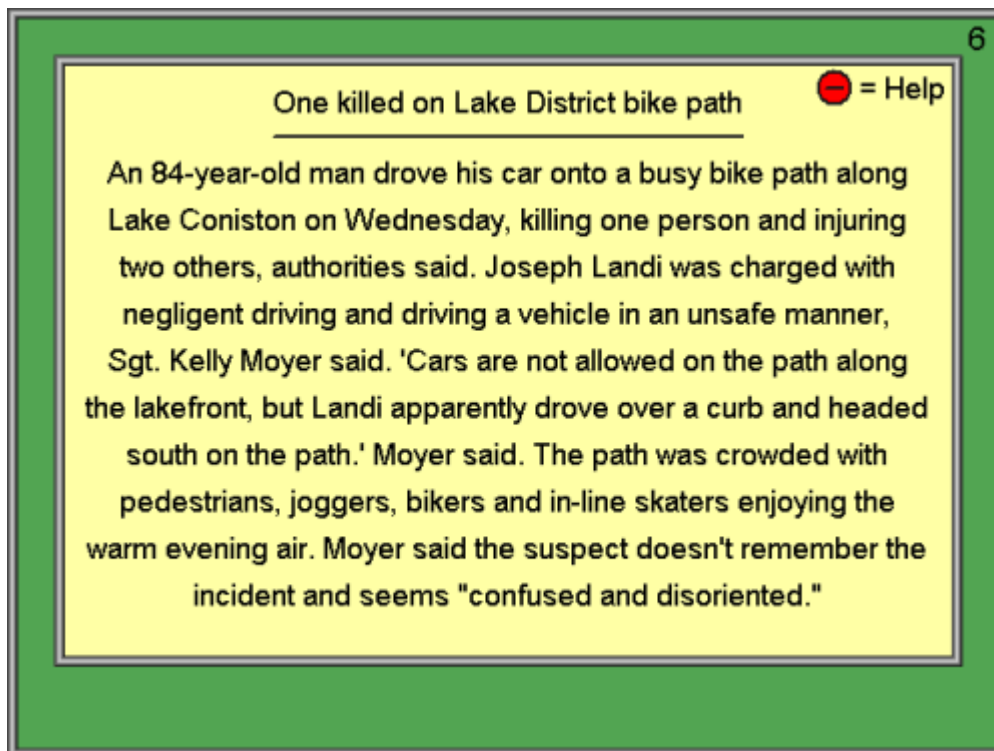 6
= Help
One killed on Lake District bike path
An 84-year-old man drove his car onto a busy bike path along
Lake Coniston on Wednesday, killing one person and injuring
two others, authorities said. Joseph Landi was charged with
negligent driving and driving a vehicle in an unsafe manner,
Sgt. Kelly Moyer said. 'Cars are not allowed on the path along
the lakefront, but Landi apparently drove over a curb and headed
south on the path.' Moyer said. The path was crowded with
pedestrians, joggers, bikers and in-line skaters enjoying the
warm evening air. Moyer said the suspect doesn't remember the
incident and seems "confused and disoriented."